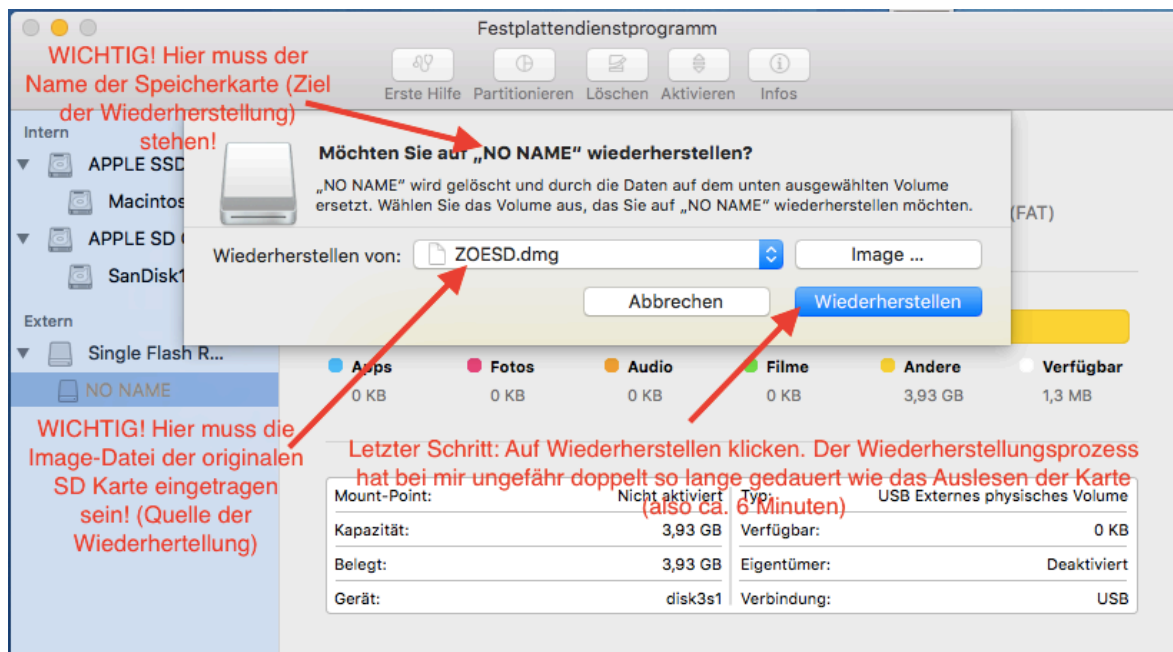 Festplattendienstprogramm
WICHTIG! Hier muss der
Name der Speicherkarte (Ziel
der Wiederherstellung)
stehen!
Erste Hilfe Partitionieren Löschen Aktivieren Infos
Intern
APPLE SSD
Macintos
APPLE SD
SanDisk1
Extern
Single Flash R...
NO NAME
Möchten Sie auf „NO NAME“ wiederherstellen?
„NO NAME“ wird gelöscht und durch die Daten auf dem unten ausgewählten Volume
ersetzt. Wählen Sie das Volume aus, das Sie auf „NO NAME“ wiederherstellen möchten.
(FAT)
Wiederherstellen von: ZOESD.dmg Image ...
Abbrechen Wiederherstellen
Apps Fotos Audio Filme Andere Verfügbar
0 KB 0 KB 0 KB 0 KB 3,93 GB 1,3 MB
WICHTIG! Hier muss die
Image-Datei der originalen
SD Karte eingetragen
sein! (Quelle der
Wiederhertellung)
Letzter Schritt: Auf Wiederherstellen klicken. Der Wiederherstellungsprozess
hat bei mir ungefähr doppelt so lange gedauert wie das Auslesen der Karte
(also ca. 6 Minuten)
Mount-Point: Nicht aktiviert Typ: USB Externes physisches Volume
Kapazität: 3,93 GB Verfügbar: 0 KB
Belegt: 3,93 GB Eigentümer: Deaktiviert
Gerät: disk3s1 Verbindung: USB